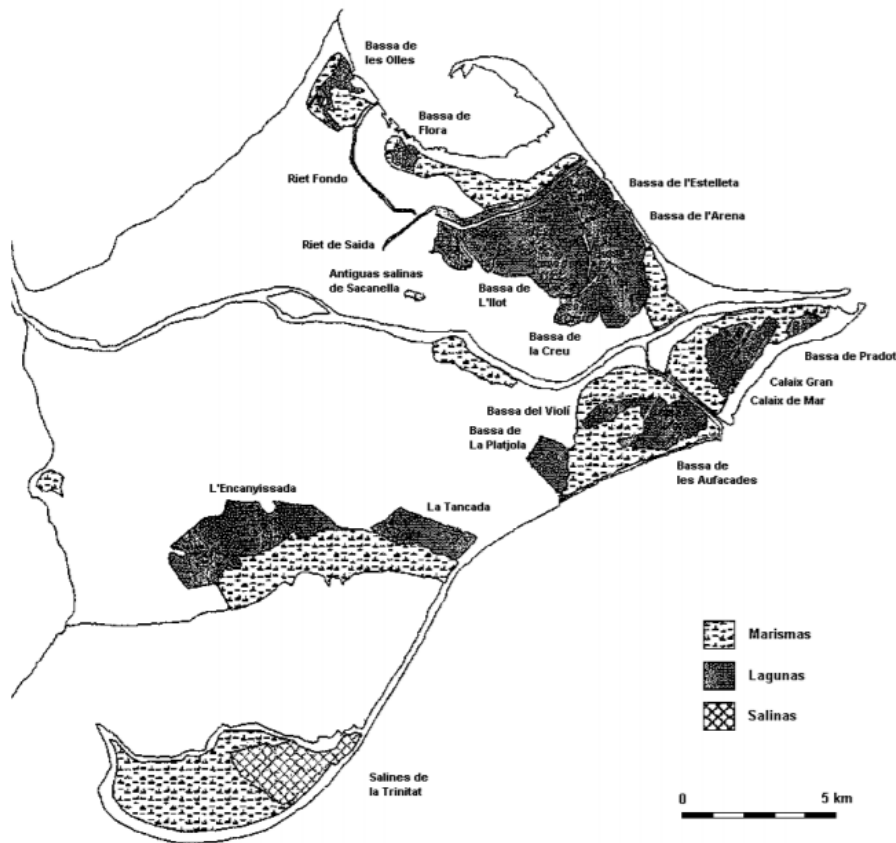 Bassa de
les Olles
Bassa de
Flora
Riet Fondo
Bassa de l'Estelleta
Bassa de l'Arena
Riet de Saida
Antiguas salinas
de Sacanella
Bassa de
L'Ilot
Bassa de
la Creu
Bassa de Pradot
Calaix Gran
Calaix de Mar
Bassa del Violí
Bassa de
La Platjola
Bassa de
les Aufacades
L'Encanyissada
La Tancada
Marismas
Lagunas
Salinas
Salines de
la Trinitat
0 5 km